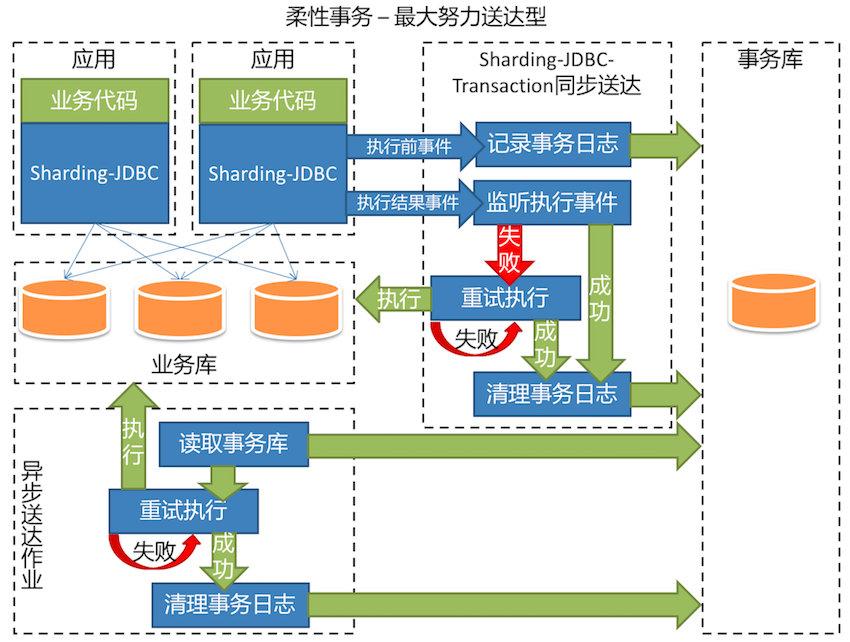 柔性事务 – 最大努力送达型
应用
业务代码
Sharding-JDBC
应用
业务代码
Sharding-JDBC
执行前事件
执行结果事件
Sharding-JDBC-
Transaction同步送达
记录事务日志
监听执行事件
失败
成功
重试执行
执行
失败
成功
清理事务日志
事务库
业务库
异步送达作业
读取事务库
执行
重试执行
失败
成功
清理事务日志